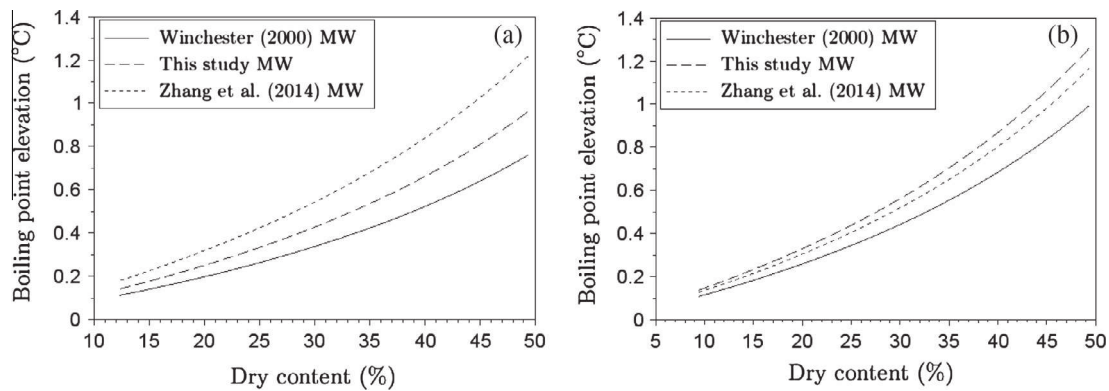 Boiling point elevation (°C)
1.4
1.2
1
0.8
0.6
0.4
0.2
0
Winchester (2000) MW
This study MW
Zhang et al. (2014) MW
(a)
10 15 20 25 30 35 40 45 50
Dry content (%)
Boiling point elevation (°C)
1.4
1.2
1
0.8
0.6
0.4
0.2
0
Winchester (2000) MW
This study MW
Zhang et al. (2014) MW
(b)
5 10 15 20 25 30 35 40 45 50
Dry content (%)